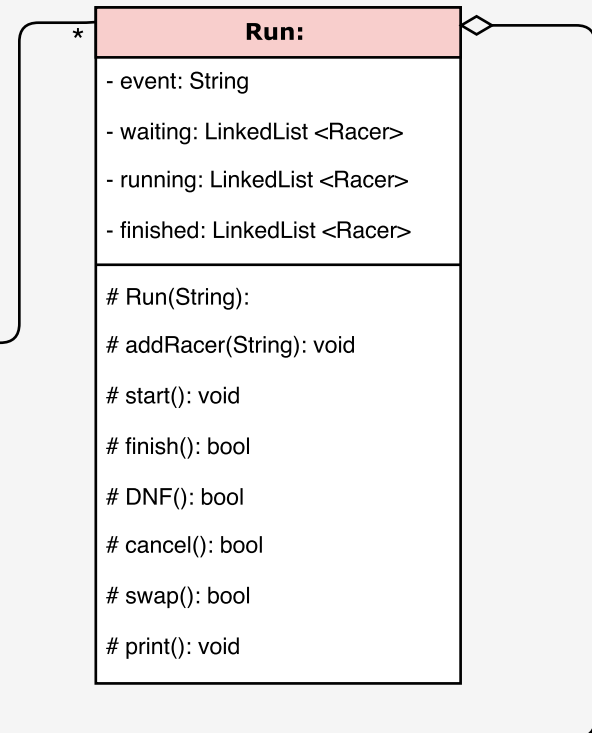 *
Run:
- event: String
- waiting: LinkedList <Racer>
- running: LinkedList <Racer>
- finished: LinkedList <Racer>
# Run(String):
# addRacer(String): void
# start(): void
# finish(): bool
# DNF(): bool
# cancel(): bool
# swap(): bool
# print(): void